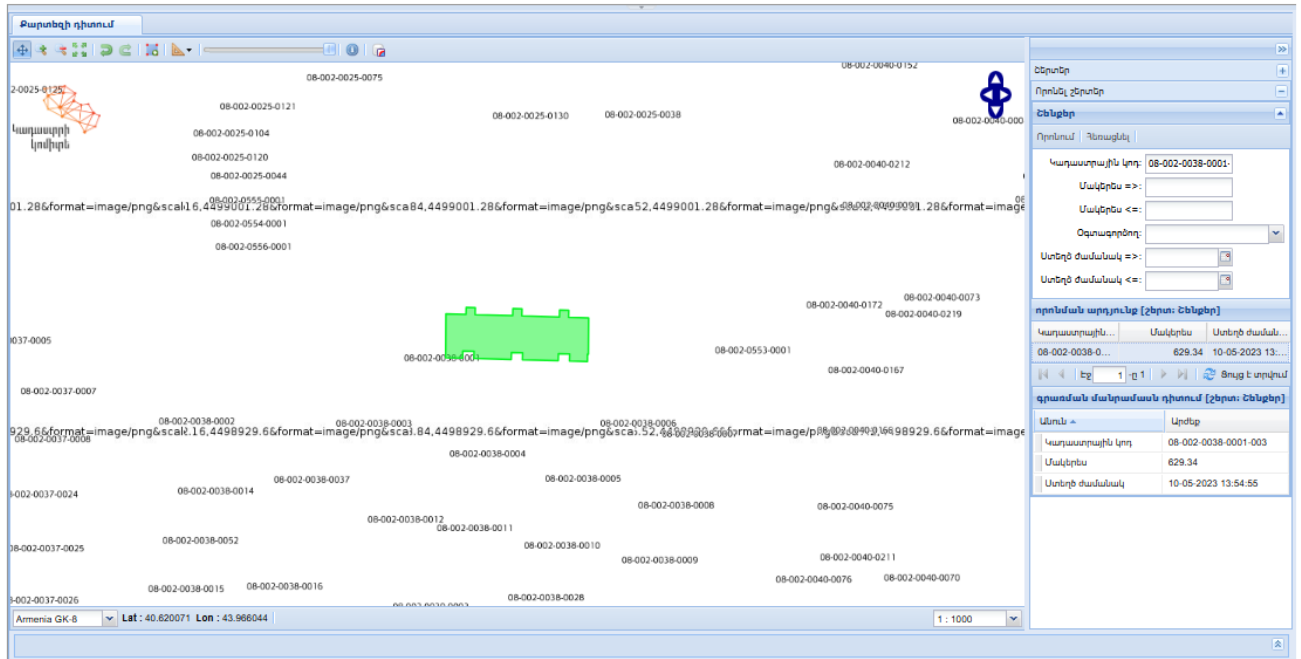 Քարտեզի դիտում
08-002-0040-0152
08-002-0025-0075
2-0025-8125
08-002-0025-0121
08-002-0025-0130
08-002-0025-0038
08-002-0040-000
Կադաստրի
կոմիտե
08-002-0025-0104
08-002-0025-0120
08-002-0040-0212
08-002-0025-0044
08-002-0555-0001
08-002-0554-0001
08-002-0556-0001
08-002-0040-0073
08-002-0040-0172
08-002-0040-0219
037-0005
08-002-0553-0001
08-002-0038-0001
08-002-0040-0167
08-002-0037-0007
08-002-0038-0002
08-002-0038-0003
08-002-0038-0006
08-002-0037-0008
08-002-0038-0004
08-002-0038-0037
08-002-0038-0005
-002-0037-0024
08-002-0038-0014
08-002-0038-0008
08-002-0040-0075
08-002-0038-0012
08-002-0038-0011
08-002-0038-0052
08-002-0038-0010
08-002-0037-0025
08-002-0038-0009
08-002-0040-0211
08-002-0040-0076
08-002-0040-0070
08-002-0038-0015
08-002-0038-0016
08-002-0038-0028
-002-0037-0026
Armenia GK-8
Lat : 40.620071 Lon : 43.966044
1 : 1000
Շերտեր
Որոնել շերտեր
Շենքեր
Որոնում Հեռացնել
Կադաստրային կոդ: 08-002-0038-0001-
Մակերես =>:
Մակերես <=:
Օգտագործող:
Ստեղծ ժամանակ =>:
Ստեղծ ժամանակ <=:
որոնման արդյունք [շերտ: Շենքեր]
Կադաստրային... Մակերես Ստեղծ ժաման...
08-002-0038-0... 629.34 10-05-2023 13:...
Էջ 1 -ը 1 Ցույց է տրվում
գրառման մանրամասն դիտում [շերտ: Շենքեր]
Անուն Արժեք
Կադաստրային կոդ 08-002-0038-0001-003
Մակերես 629.34
Ստեղծ ժամանակ 10-05-2023 13:54:55